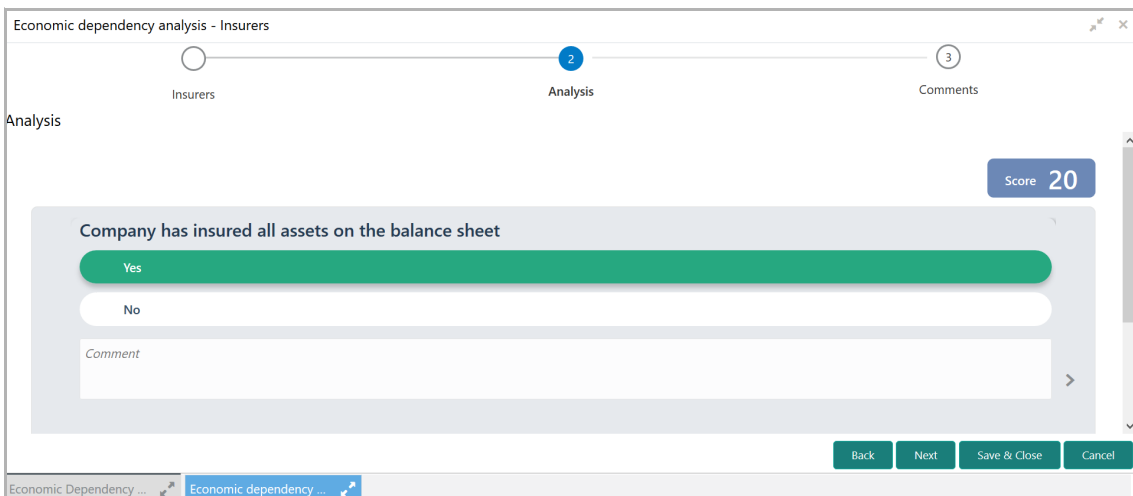 Economic dependency analysis - Insurers
2
3
Insurers
Analysis
Comments
Analysis
Score 20
Company has insured all assets on the balance sheet
Yes
No
Comment
Back Next Save & Close Cancel
Economic Dependency ... Economic dependency ...